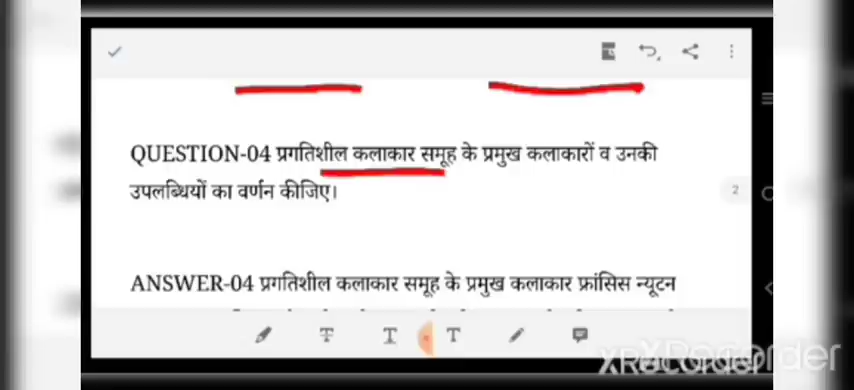 QUESTION-04 प्रगतिशील कलाकार समूह के प्रमुख कलाकारों व उनकी
उपलब्धियों का वर्णन कीजिए।
2
ANSWER-04 प्रगतिशील कलाकार समूह के प्रमुख कलाकार फ्रांसिस न्यूटन
XRecorder